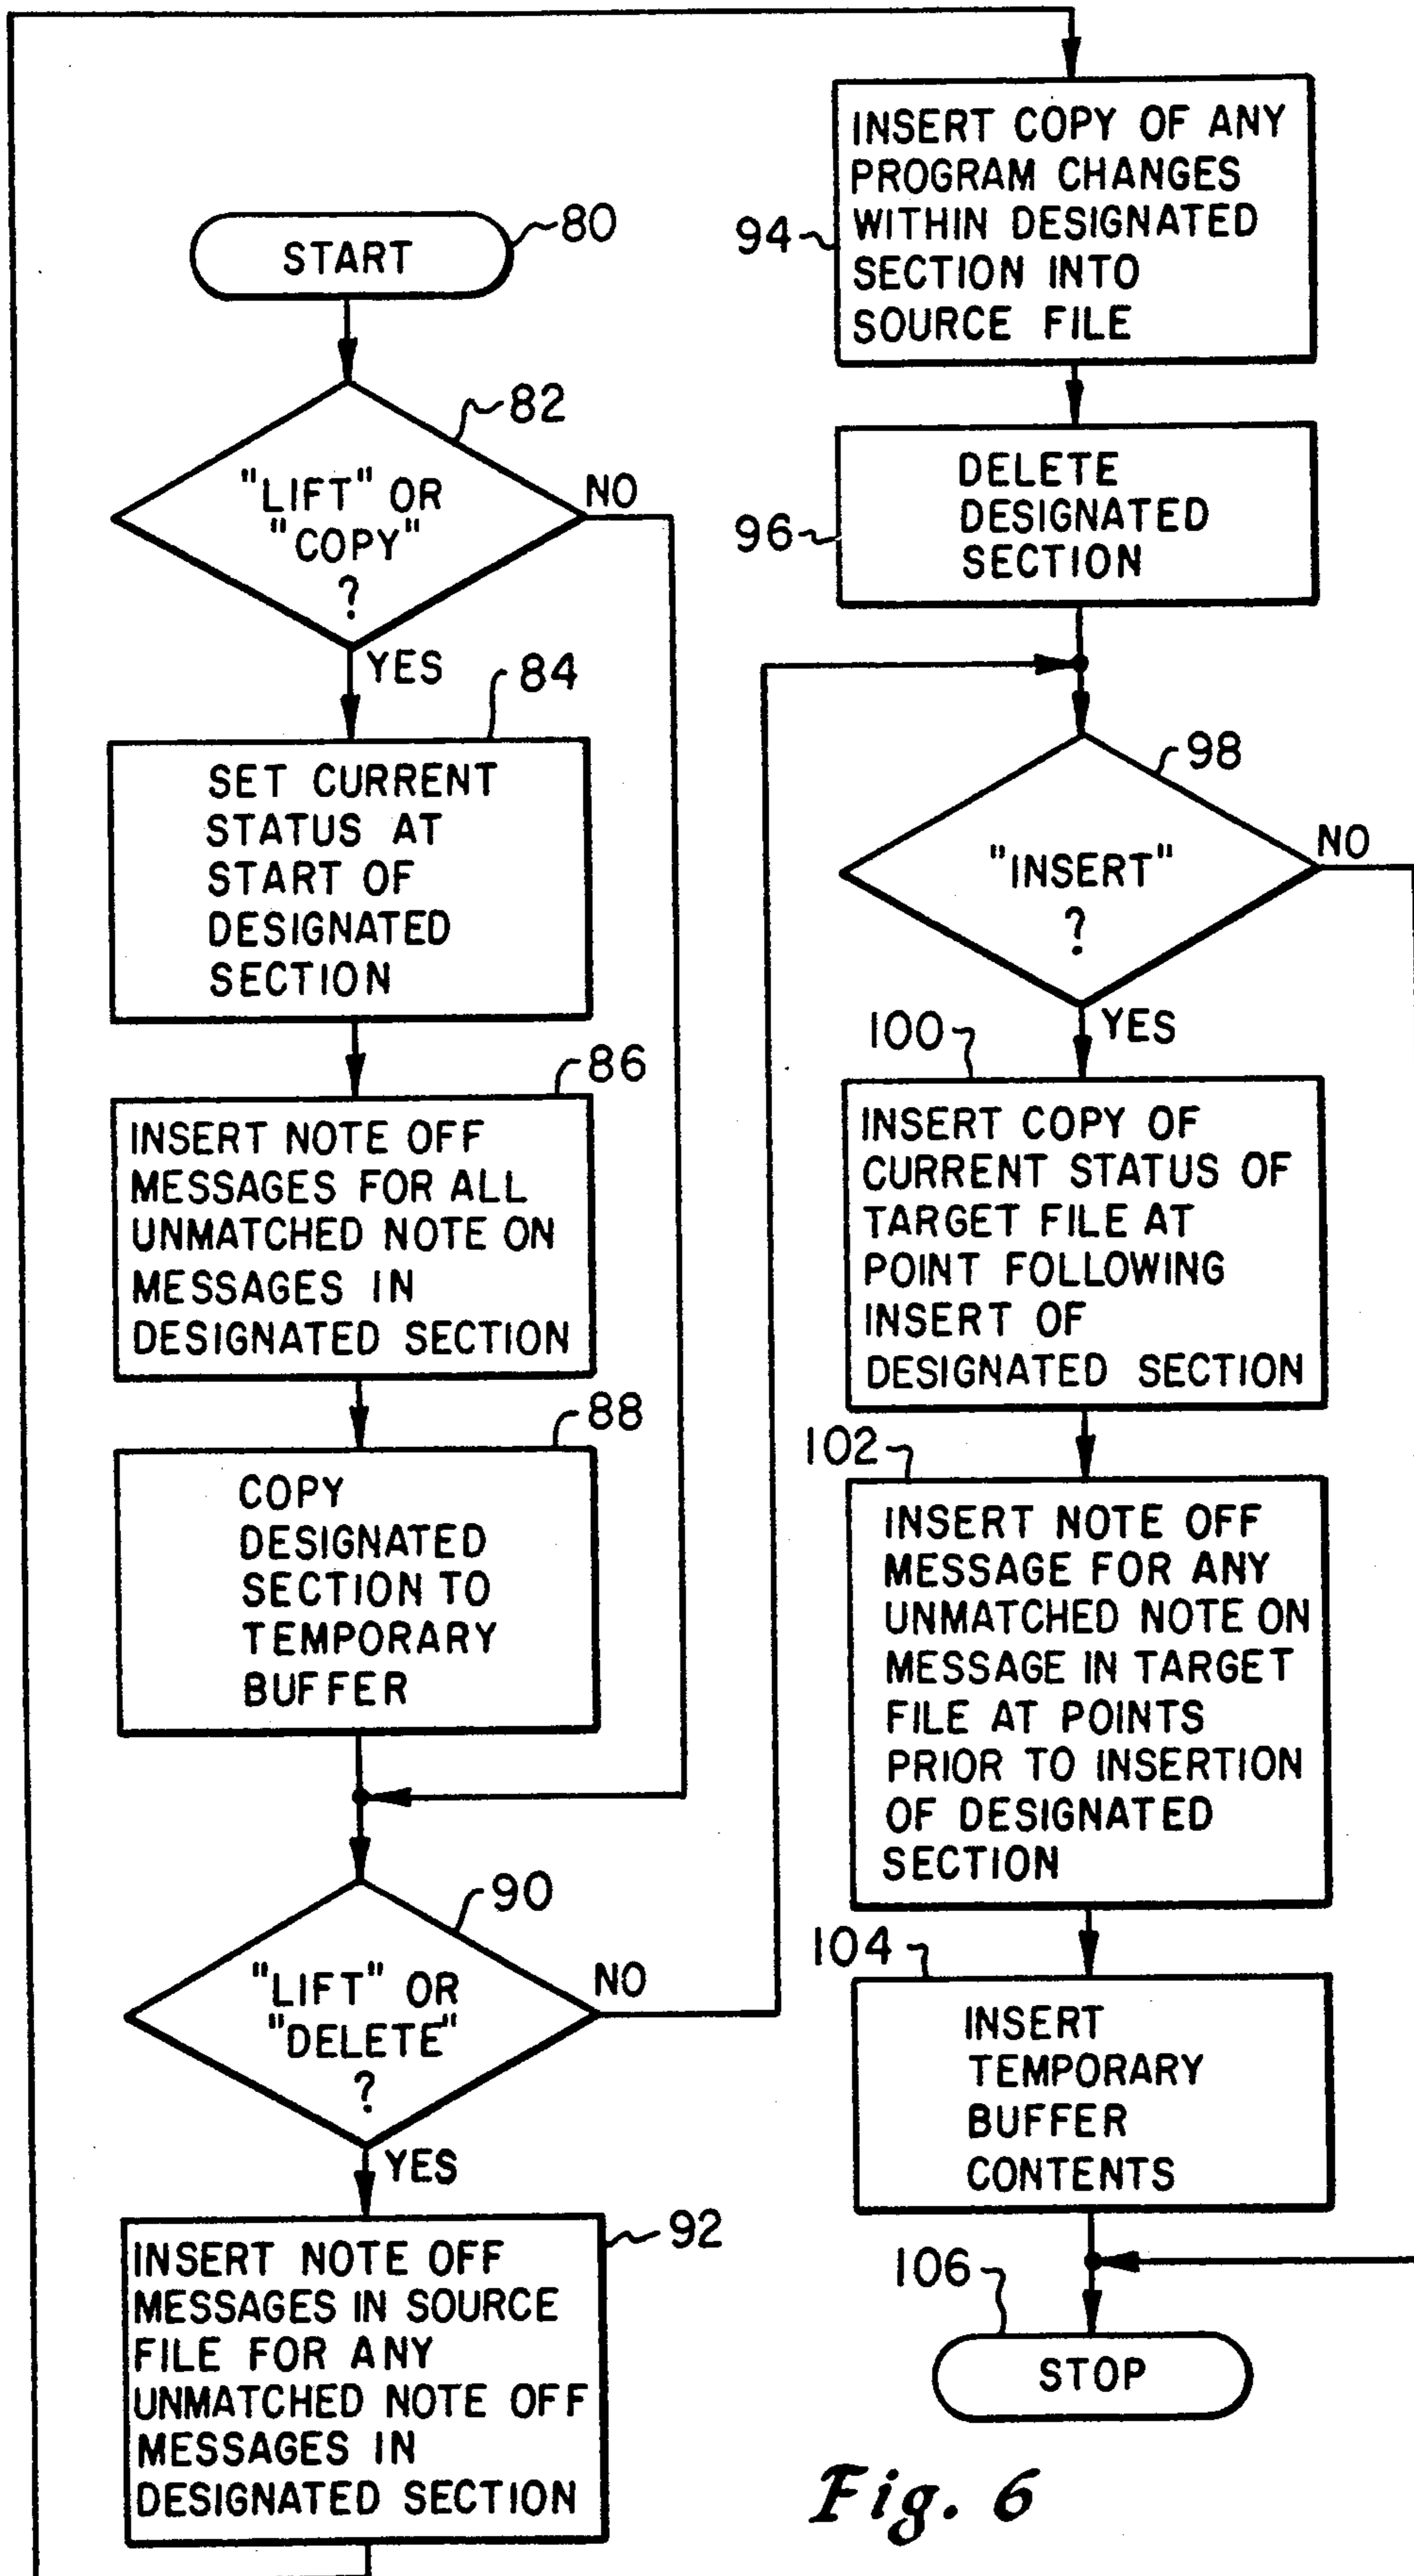 START
80
82
"LIFT" OR
"COPY"
?
NO
YES
84
SET CURRENT
STATUS AT
START OF
DESIGNATED
SECTION
86
INSERT NOTE OFF
MESSAGES FOR ALL
UNMATCHED NOTE ON
MESSAGES IN
DESIGNATED SECTION
88
COPY
DESIGNATED
SECTION TO
TEMPORARY
BUFFER
90
"LIFT" OR
"DELETE"
?
NO
YES
92
INSERT NOTE OFF
MESSAGES IN SOURCE
FILE FOR ANY
UNMATCHED NOTE OFF
MESSAGES IN
DESIGNATED SECTION
94
INSERT COPY OF ANY
PROGRAM CHANGES
WITHIN DESIGNATED
SECTION INTO
SOURCE FILE
96
DELETE
DESIGNATED
SECTION
98
"INSERT"
?
NO
YES
100
INSERT COPY OF
CURRENT STATUS OF
TARGET FILE AT
POINT FOLLOWING
INSERT OF
DESIGNATED SECTION
102
INSERT NOTE OFF
MESSAGE FOR ANY
UNMATCHED NOTE ON
MESSAGE IN TARGET
FILE AT POINTS
PRIOR TO INSERTION
OF DESIGNATED
SECTION
104
INSERT
TEMPORARY
BUFFER
CONTENTS
106
STOP
Fig. 6